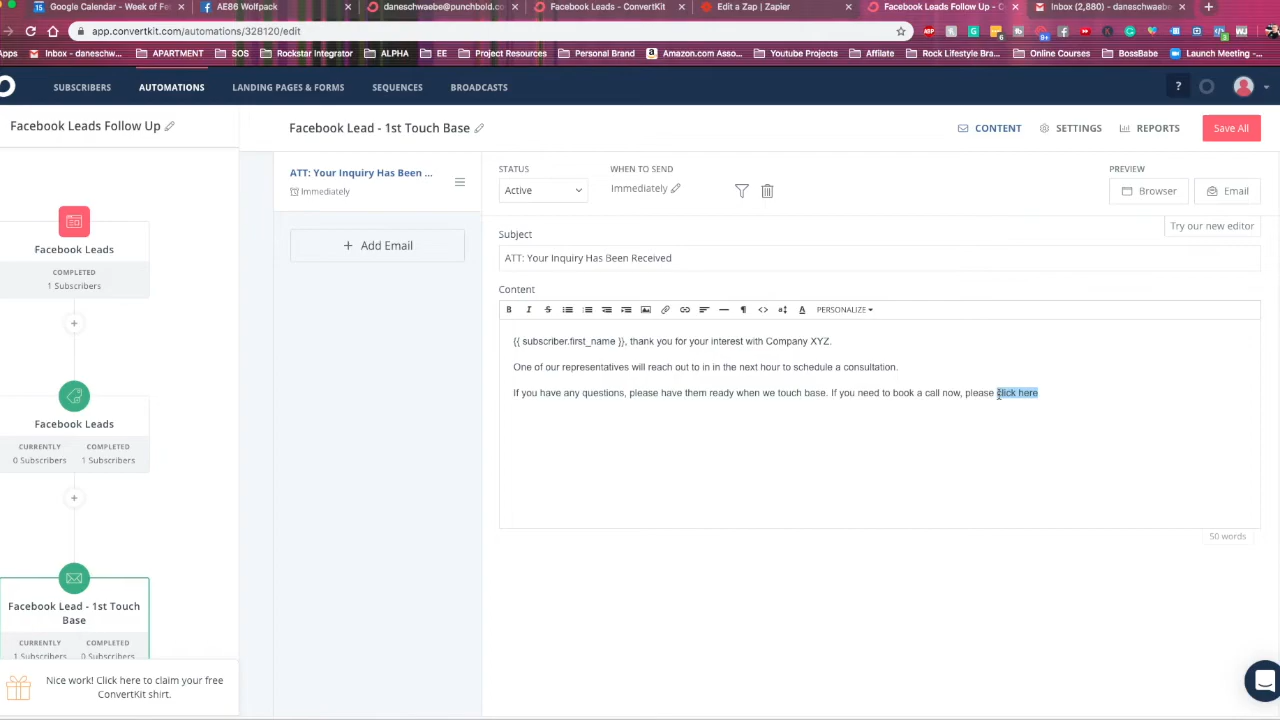 Google Calendar - Week of Fe
AE86 Wolfpack
daneschwaebe@punchbold.co
Facebook Leads - ConvertKit
Edit a Zap | Zapier
Facebook Leads Follow Up - C
Inbox (2,880) - daneschwaebe
app.convertkit.com/automations/328120/edit
Apps
Inbox - daneschwa...
APARTMENT
SOS
Rockstar Integrator
ALPHA
EE
Project Resources
Personal Brand
Amazon.com Asso...
Youtube Projects
Affilate
Rock Lifestyle Bra...
Online Courses
BossBabe
Launch Meeting -...
SUBSCRIBERS
AUTOMATIONS
LANDING PAGES & FORMS
SEQUENCES
BROADCASTS
?
Facebook Leads Follow Up
Facebook Lead - 1st Touch Base
CONTENT
SETTINGS
REPORTS
Save All
ATT: Your Inquiry Has Been ...
Immediately
Add Email
STATUS
Active
WHEN TO SEND
Immediately
PREVIEW
Browser
Email
Try our new editor
Subject
ATT: Your Inquiry Has Been Received
Content
PERSONALIZE
{{ subscriber.first_name }}, thank you for your interest with Company XYZ.
One of our representatives will reach out to in in the next hour to schedule a consultation.
If you have any questions, please have them ready when we touch base. If you need to book a call now, please click here
50 words
Facebook Leads
COMPLETED
1 Subscribers
Facebook Leads
CURRENTLY
0 Subscribers
COMPLETED
1 Subscribers
Facebook Lead - 1st Touch
Base
CURRENTLY
1 Subscribers
COMPLETED
0 Subscribers
Nice work! Click here to claim your free
ConvertKit shirt.